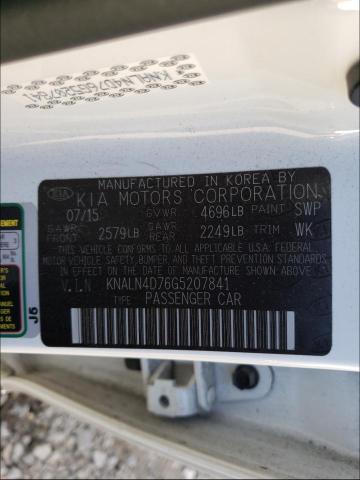 MANUFACTURED IN KOREA BY
KIA
KIA MOTORS CORPORATION
07/15 GVWR 4696LB PAINT SWP
GAWR FRONT 2579LB GAWR REAR 2249LB TRIM WK
THIS VEHICLE CONFORMS TO ALL APPLICABLE U.S.A. FEDERAL
MOTOR VEHICLE SAFETY, BUMPER, AND THEFT
PREVENTION STANDARDS IN EFFECT ON THE DATE OF
MANUFACTURE SHOWN ABOVE.
V.I.N KNALN4D76G5207841
TYPE: PASSENGER CAR
J5